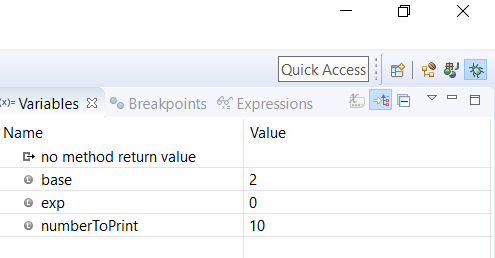 Quick Access
(x)= Variables Breakpoints Expressions
Name Value
no method return value
base 2
exp 0
numberToPrint 10